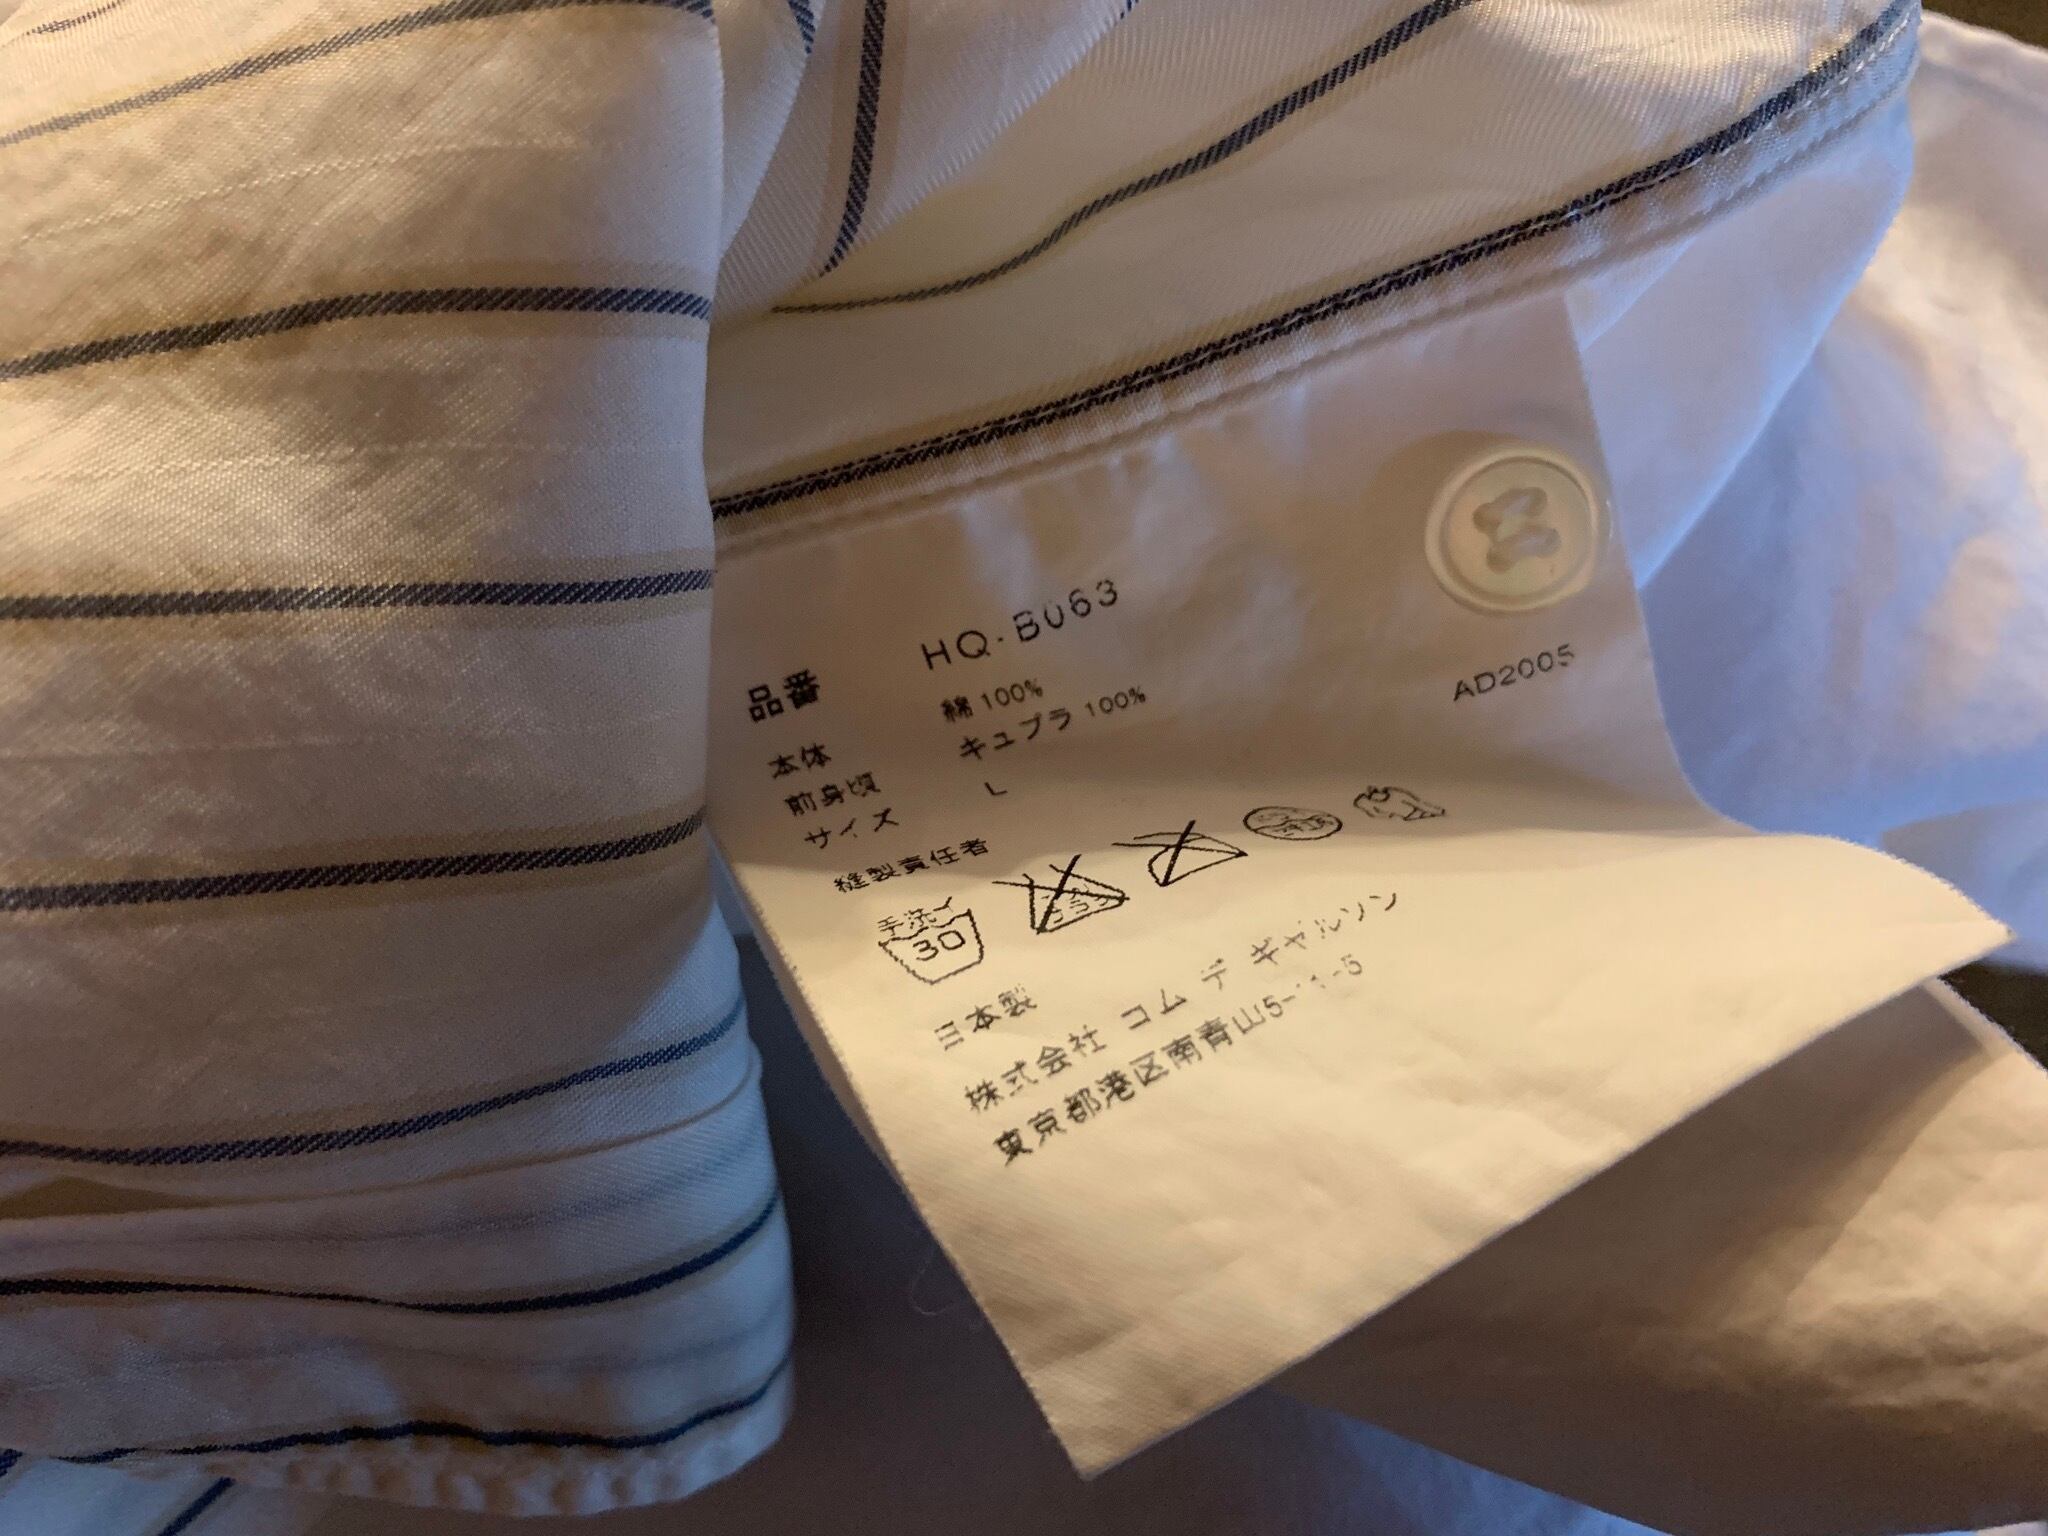 品番 HQ-B063
AD2005
本体 綿 100%
前身頃 キュプラ 100%
サイズ L
縫製責任者
手洗イ
30
日本製
株式会社 コム デ ギャルソン
東京都港区南青山5-11-5